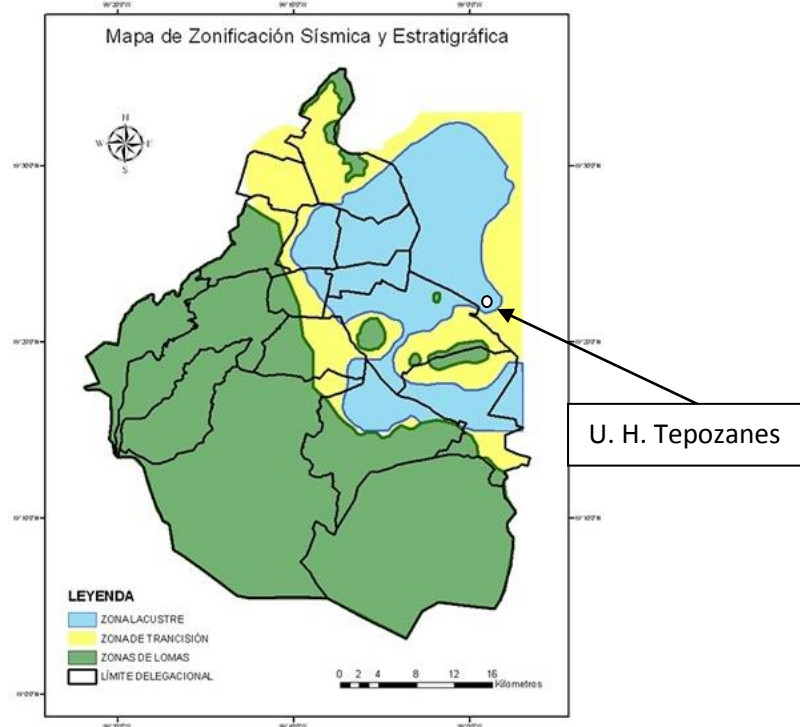 Mapa de Zonificación Sísmica y Estratigráfica
N
W E
S
U. H. Tepozanes
LEYENDA
ZONA LACUSTRE
ZONA DE TRANCISIÓN
ZONAS DE LOMAS
LÍMITE DELEGACIONAL
0 2 4 8 12 16
Kilometros